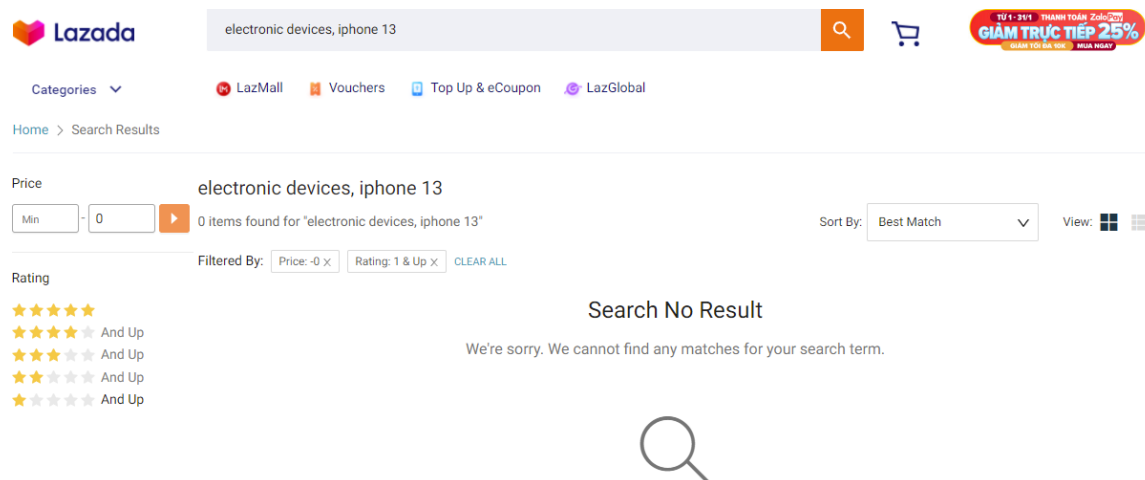 Lazada
electronic devices, iphone 13
TỪ 1 - 31/1 THANH TOÁN ZaloPay
GIẢM TRỰC TIẾP 25%
GIẢM TỐI ĐA 10K MUA NGAY
Categories LazMall Vouchers Top Up & eCoupon LazGlobal
Home > Search Results
Price
Min - 0
electronic devices, iphone 13
0 items found for "electronic devices, iphone 13"
Sort By: Best Match View:
Filtered By: Price: -0 x Rating: 1 & Up x CLEAR ALL
Rating
And Up
And Up
And Up
And Up
Search No Result
We're sorry. We cannot find any matches for your search term.